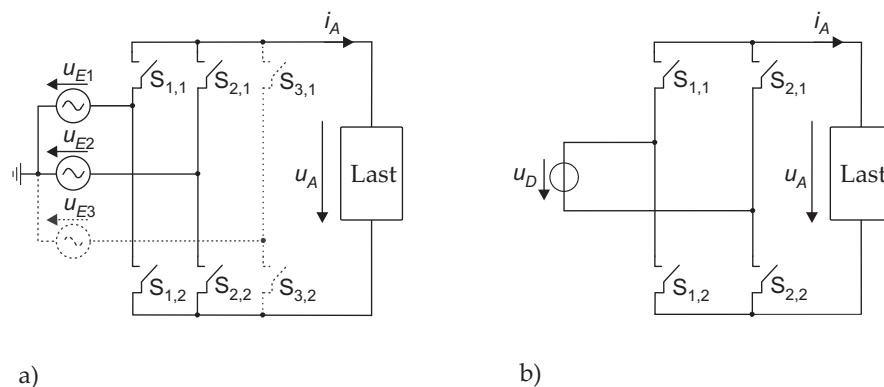 i_A
u_E1
S_1,1
S_2,1
S_3,1
u_E2
u_A
Last
u_E3
S_1,2
S_2,2
S_3,2
a)
i_A
S_1,1
S_2,1
u_D
u_A
Last
S_1,2
S_2,2
b)